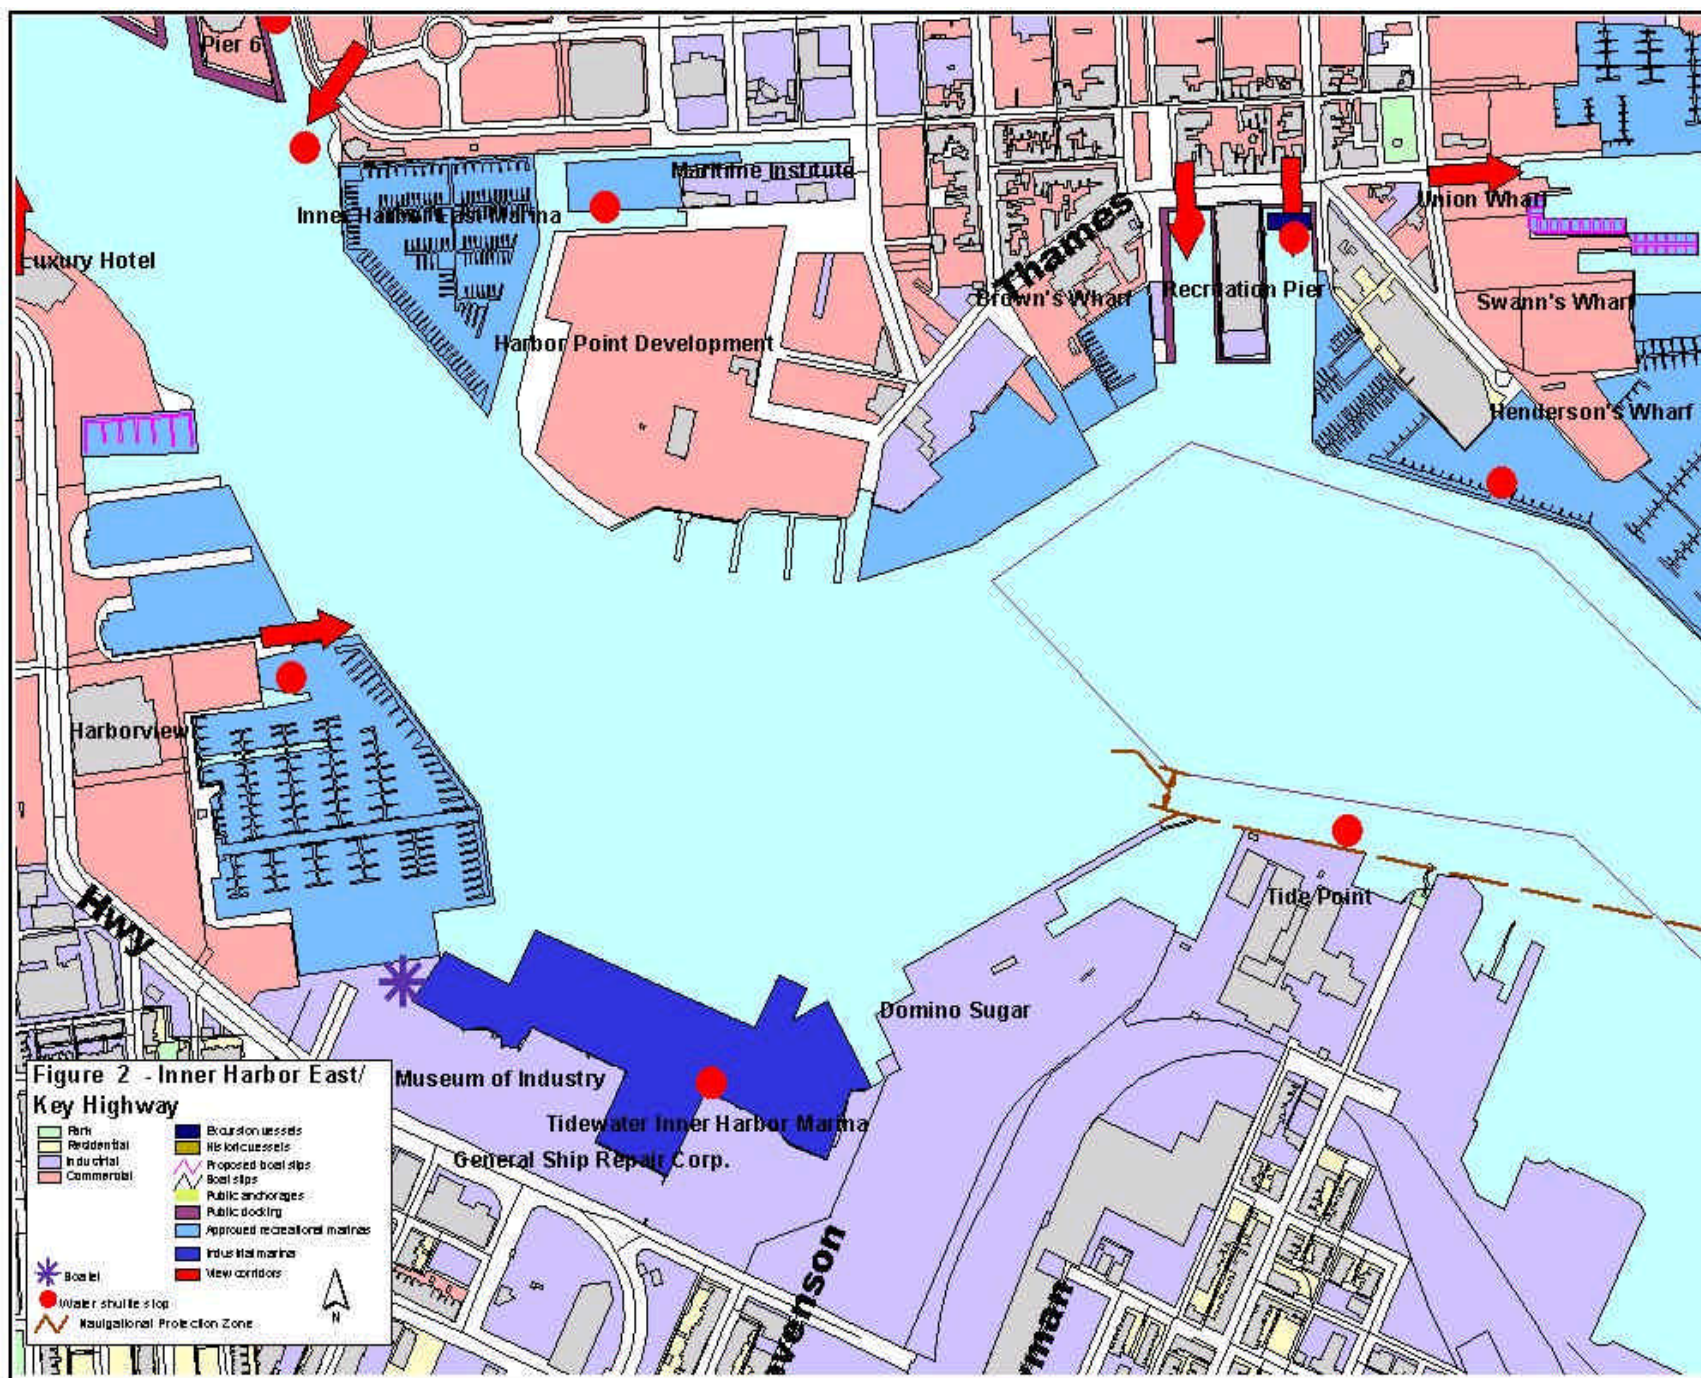 Pier 6
Maritime Institute
Inner Harbor East Marina
Union Wharf
Luxury Hotel
Thames
Brown's Wharf
Recreation Pier
Swann's Wharf
Harbor Point Development
Henderson's Wharf
Harborview
Hwy
Tide Point
Domino Sugar
Museum of Industry
Tidewater Inner Harbor Marina
General Ship Repair Corp.
Figure 2 - Inner Harbor East/
Key Highway
Park
Residential
Industrial
Commercial
Excursion vessels
Historic vessels
Proposed boat slips
Boat slips
Public anchorages
Public docking
Approved recreational marinas
Industrial marina
View corridors
Boatel
Water shuttle stop
Navigational Protection Zone
N
venson
rman